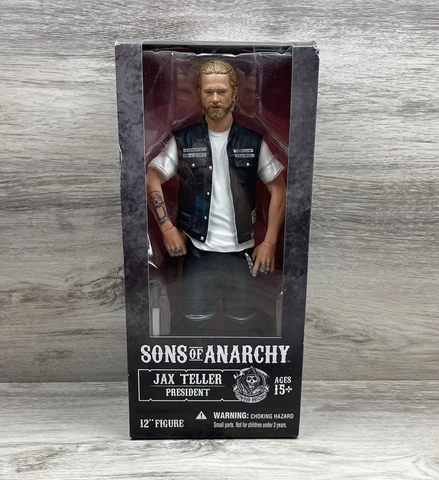 SONS OF ANARCHY
JAX TELLER
PRESIDENT
AGES
15+
12" FIGURE
WARNING: CHOKING HAZARD
Small parts. Not for children under 3 years.